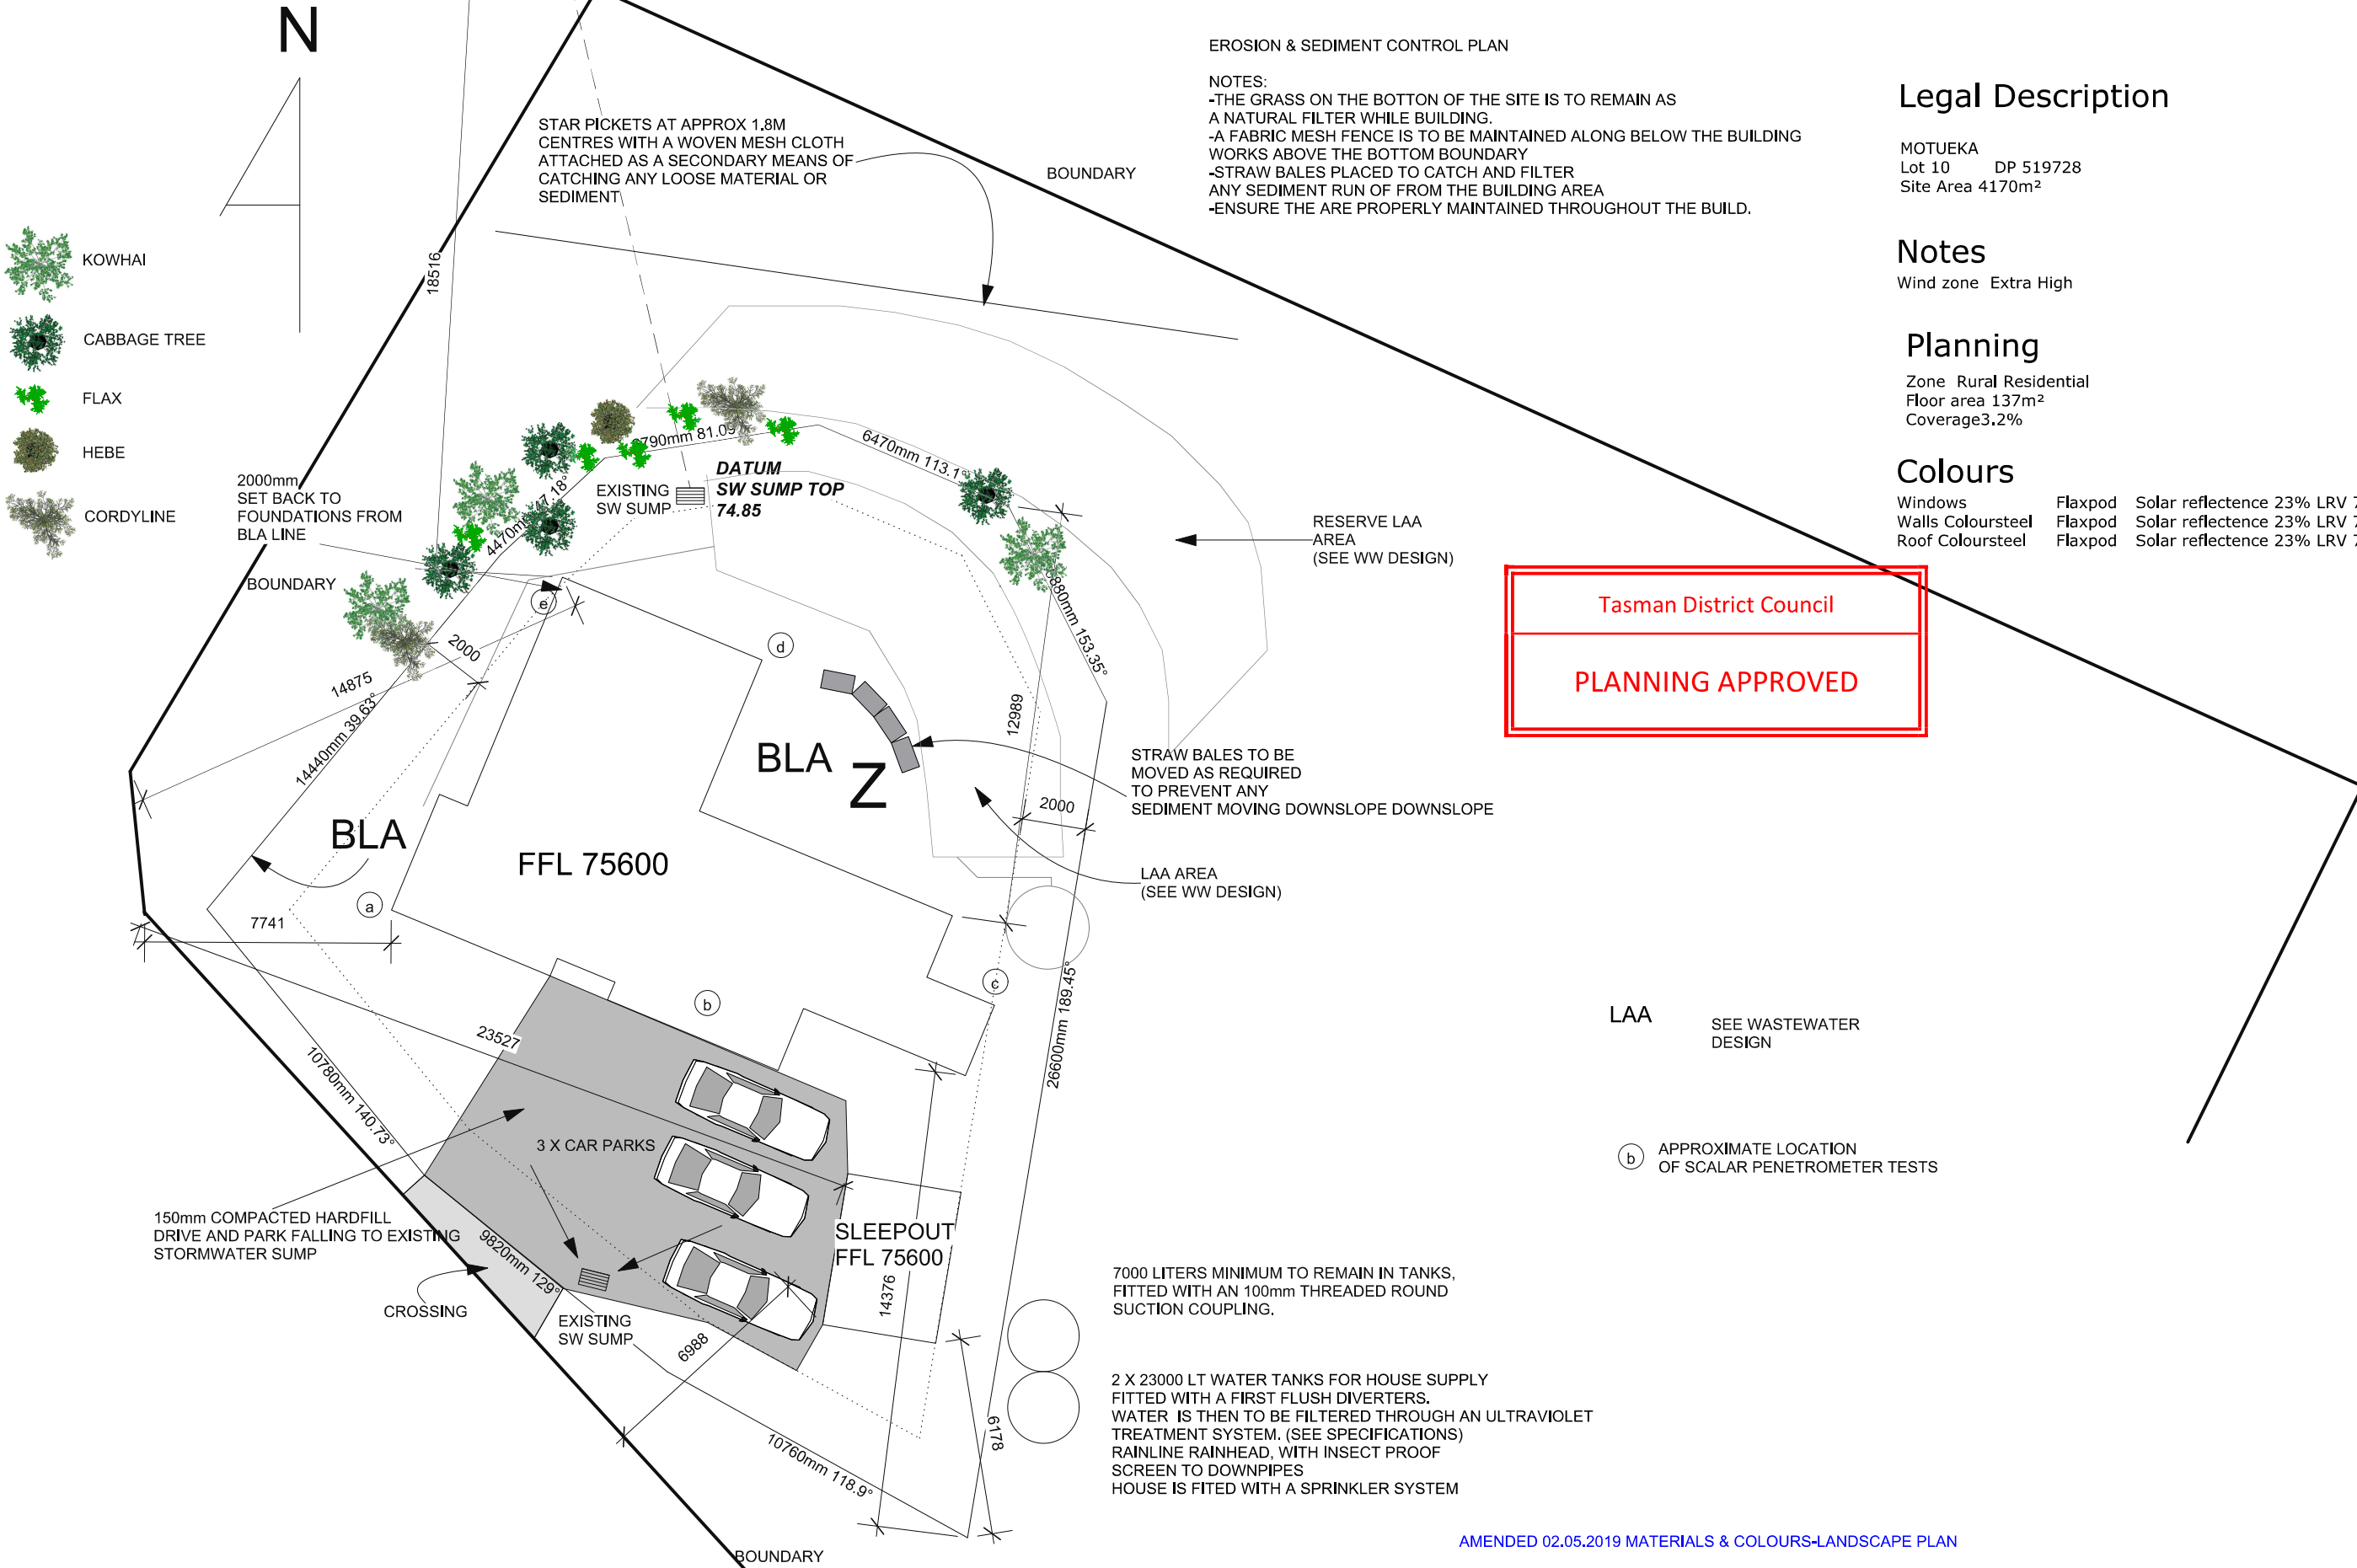 N
EROSION & SEDIMENT CONTROL PLAN
NOTES:
-THE GRASS ON THE BOTTON OF THE SITE IS TO REMAIN AS
A NATURAL FILTER WHILE BUILDING.
-A FABRIC MESH FENCE IS TO BE MAINTAINED ALONG BELOW THE BUILDING
WORKS ABOVE THE BOTTOM BOUNDARY
-STRAW BALES PLACED TO CATCH AND FILTER
ANY SEDIMENT RUN OF FROM THE BUILDING AREA
-ENSURE THE ARE PROPERLY MAINTAINED THROUGHOUT THE BUILD.
Legal Description
MOTUEKA
Lot 10 DP 519728
Site Area 4170m²
Notes
Wind zone Extra High
Planning
Zone Rural Residential
Floor area 137m²
Coverage3.2%
Colours
Windows Flaxpod Solar reflectence 23% LRV 7
Walls Coloursteel Flaxpod Solar reflectence 23% LRV 7
Roof Coloursteel Flaxpod Solar reflectence 23% LRV 7
Tasman District Council
PLANNING APPROVED
STAR PICKETS AT APPROX 1.8M
CENTRES WITH A WOVEN MESH CLOTH
ATTACHED AS A SECONDARY MEANS OF
CATCHING ANY LOOSE MATERIAL OR
SEDIMENT
BOUNDARY
KOWHAI
CABBAGE TREE
FLAX
HEBE
CORDYLINE
18516
2000mm
SET BACK TO
FOUNDATIONS FROM
BLA LINE
BOUNDARY
790mm 81.09
6470mm 113.1°
4470m 47.18°
EXISTING
SW SUMP
DATUM
SW SUMP TOP
74.85
880mm 153.35°
RESERVE LAA
AREA
(SEE WW DESIGN)
e
d
2000
14875
14440mm 39.63°
12989
BLA
Z
STRAW BALES TO BE
MOVED AS REQUIRED
TO PREVENT ANY
SEDIMENT MOVING DOWNSLOPE DOWNSLOPE
2000
BLA
FFL 75600
LAA AREA
(SEE WW DESIGN)
a
7741
b
c
23527
10780mm 140.73°
26600mm 189.45°
LAA
SEE WASTEWATER
DESIGN
3 X CAR PARKS
b
APPROXIMATE LOCATION
OF SCALAR PENETROMETER TESTS
150mm COMPACTED HARDFILL
DRIVE AND PARK FALLING TO EXISTING
STORMWATER SUMP
9820mm 129°
SLEEPOUT
FFL 75600
CROSSING
EXISTING
SW SUMP
14376
6988
7000 LITERS MINIMUM TO REMAIN IN TANKS,
FITTED WITH AN 100mm THREADED ROUND
SUCTION COUPLING.
2 X 23000 LT WATER TANKS FOR HOUSE SUPPLY
FITTED WITH A FIRST FLUSH DIVERTERS.
WATER IS THEN TO BE FILTERED THROUGH AN ULTRAVIOLET
TREATMENT SYSTEM. (SEE SPECIFICATIONS)
RAINLINE RAINHEAD, WITH INSECT PROOF
SCREEN TO DOWNPIPES
HOUSE IS FITED WITH A SPRINKLER SYSTEM
6178
10760mm 118.9°
BOUNDARY
AMENDED 02.05.2019 MATERIALS & COLOURS-LANDSCAPE PLAN